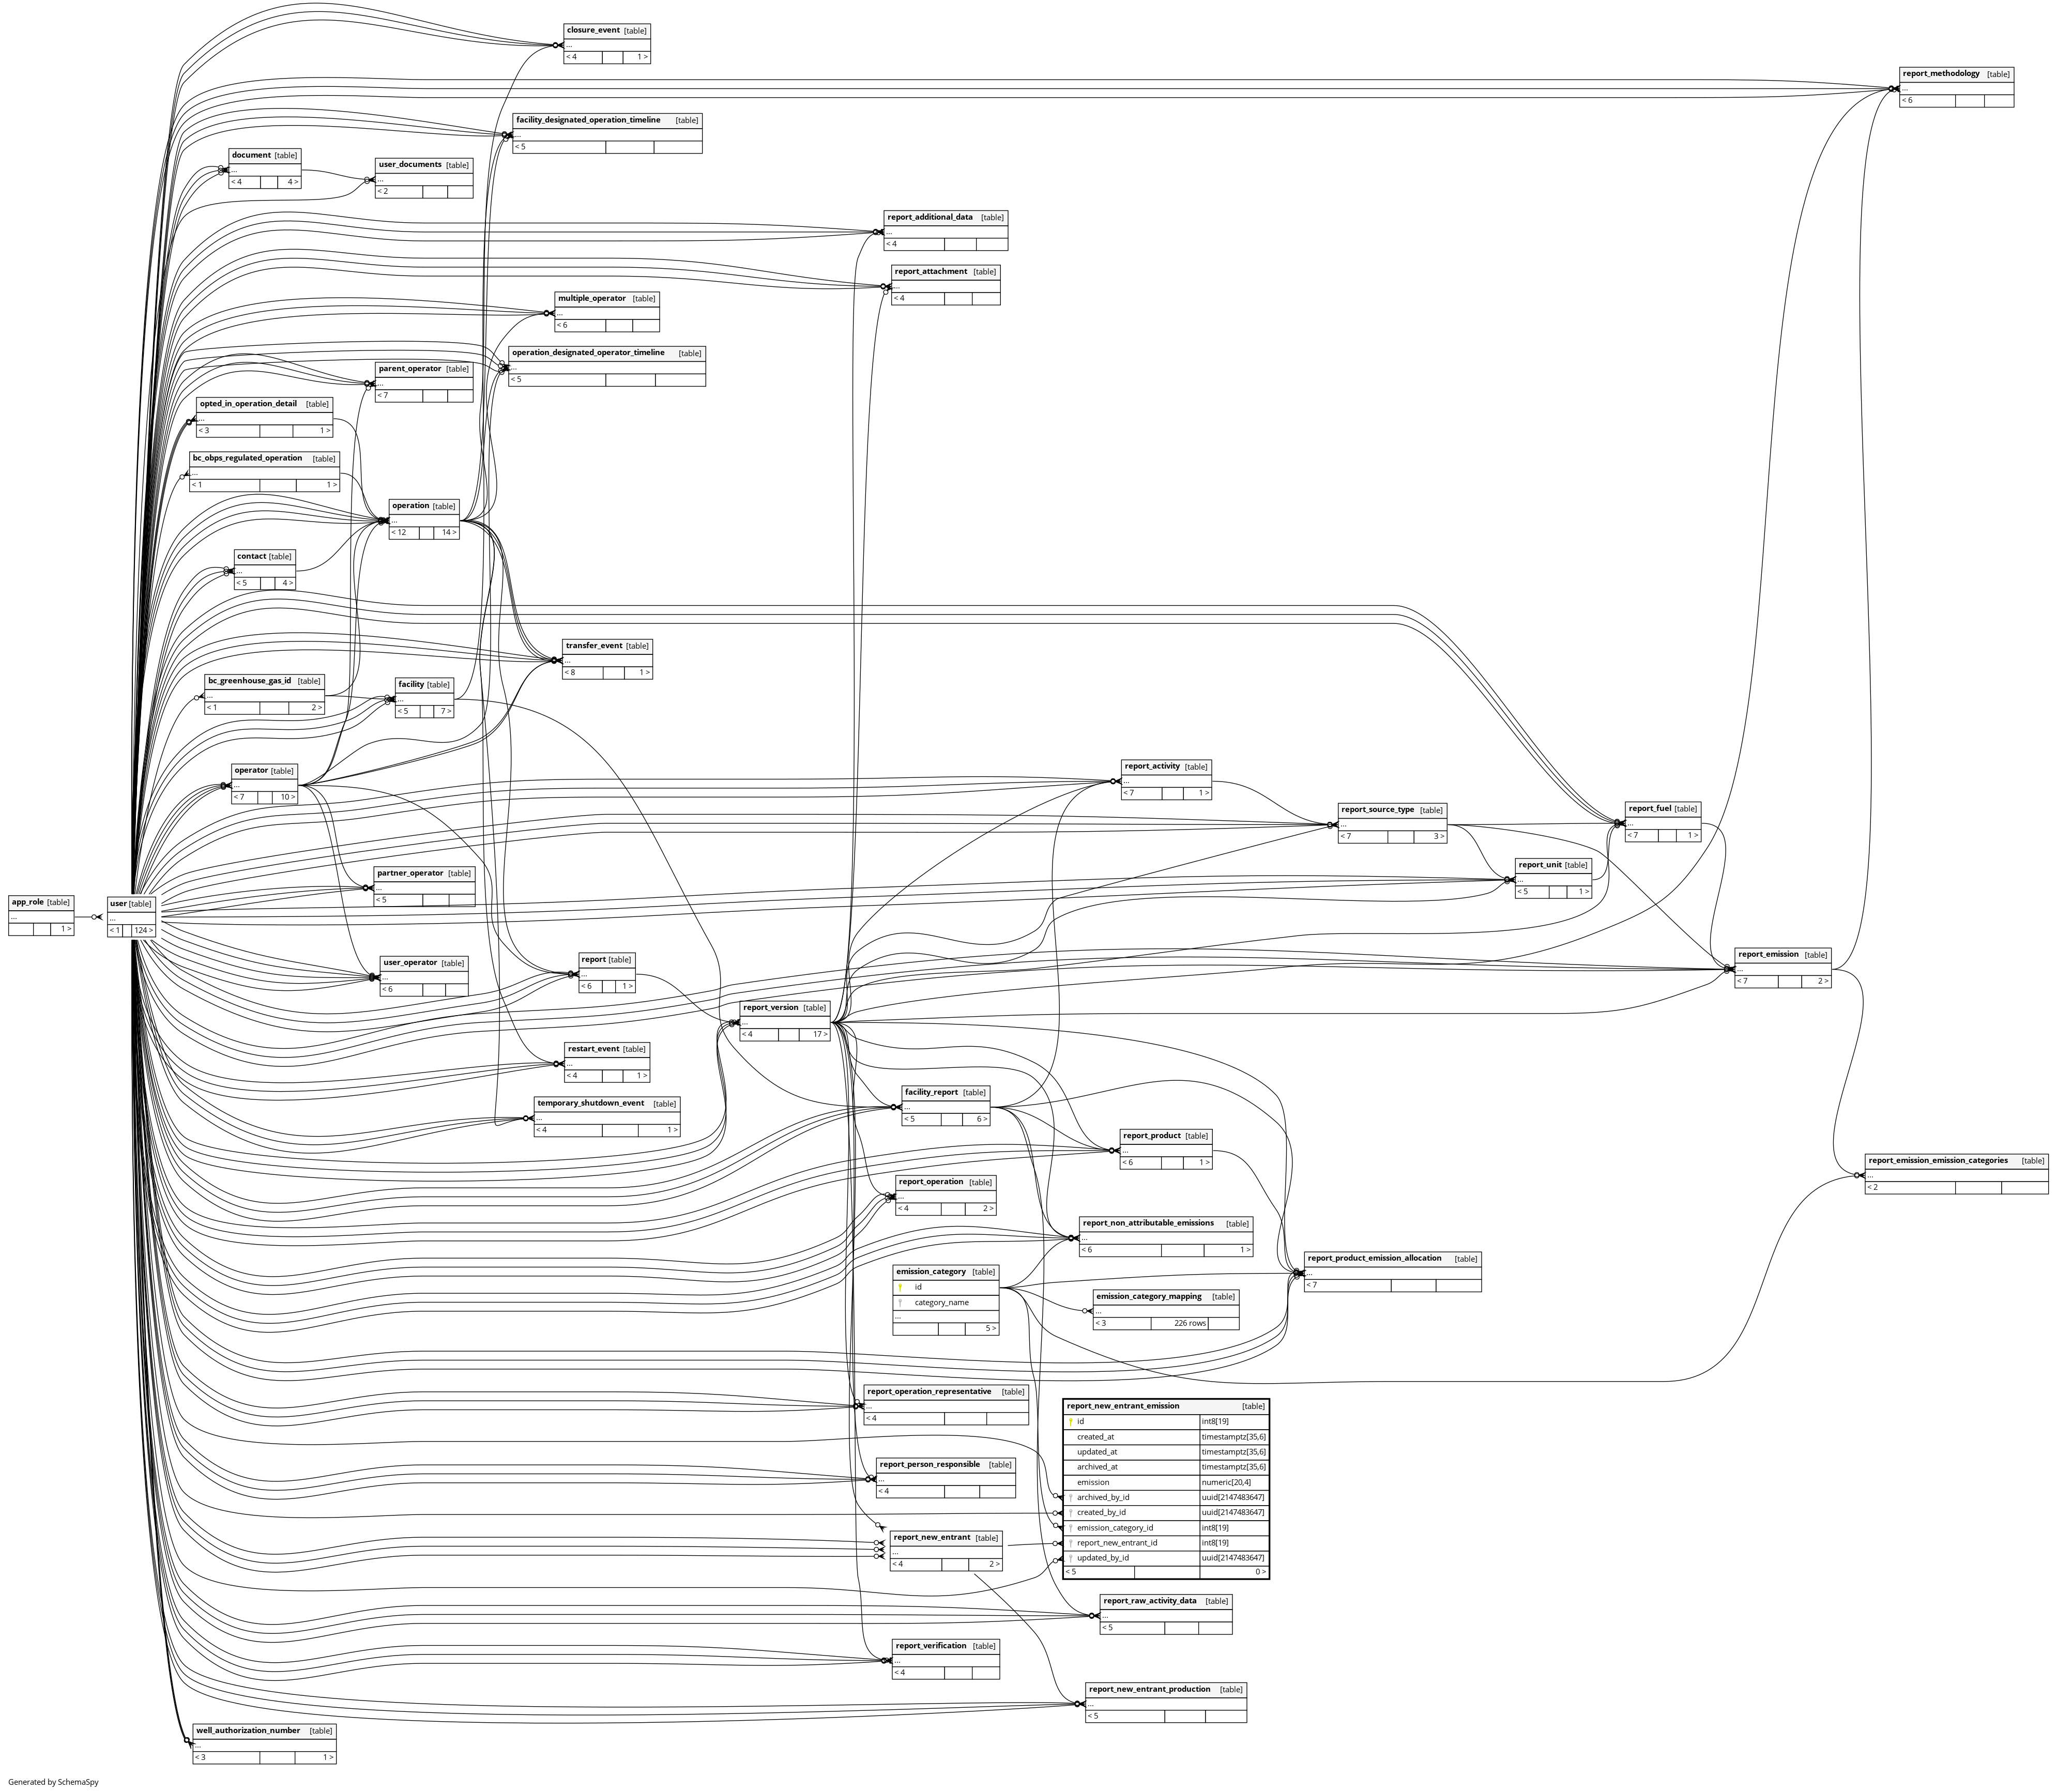 closure_event [table]
...
< 4 1 >
report_methodology [table]
...
< 6
facility_designated_operation_timeline [table]
...
< 5
document [table]
...
< 4 4 >
user_documents [table]
...
< 2
report_additional_data [table]
...
< 4
report_attachment [table]
...
< 4
multiple_operator [table]
...
< 6
operation_designated_operator_timeline [table]
...
< 5
parent_operator [table]
...
< 7
opted_in_operation_detail [table]
...
< 3 1 >
bc_obps_regulated_operation [table]
...
< 1 1 >
operation [table]
...
< 12 14 >
contact [table]
...
< 5 4 >
transfer_event [table]
...
< 8 1 >
bc_greenhouse_gas_id [table]
...
< 1 2 >
facility [table]
...
< 5 7 >
operator [table]
...
< 7 10 >
report_activity [table]
...
< 7 1 >
report_source_type [table]
...
< 7 3 >
report_fuel [table]
...
< 7 1 >
report_unit [table]
...
< 5 1 >
partner_operator [table]
...
< 5
app_role [table]
...
1 >
user [table]
...
< 1 124 >
user_operator [table]
...
< 6
report [table]
...
< 6 1 >
report_emission [table]
...
< 7 2 >
report_version [table]
...
< 4 17 >
restart_event [table]
...
< 4 1 >
temporary_shutdown_event [table]
...
< 4 1 >
facility_report [table]
...
< 5 6 >
report_product [table]
...
< 6 1 >
report_emission_emission_categories [table]
...
< 2
report_operation [table]
...
< 4 2 >
report_non_attributable_emissions [table]
...
< 6 1 >
report_product_emission_allocation [table]
...
< 7
emission_category [table]
id
category_name
...
5 >
emission_category_mapping [table]
...
< 3 226 rows
report_operation_representative [table]
...
< 4
report_new_entrant_emission [table]
id int8[19]
created_at timestamptz[35,6]
updated_at timestamptz[35,6]
archived_at timestamptz[35,6]
emission numeric[20,4]
archived_by_id uuid[2147483647]
created_by_id uuid[2147483647]
emission_category_id int8[19]
report_new_entrant_id int8[19]
updated_by_id uuid[2147483647]
< 5 0 >
report_person_responsible [table]
...
< 4
report_new_entrant [table]
...
< 4 2 >
report_raw_activity_data [table]
...
< 5
report_verification [table]
...
< 4
report_new_entrant_production [table]
...
< 5
well_authorization_number [table]
...
< 3 1 >
Generated by SchemaSpy